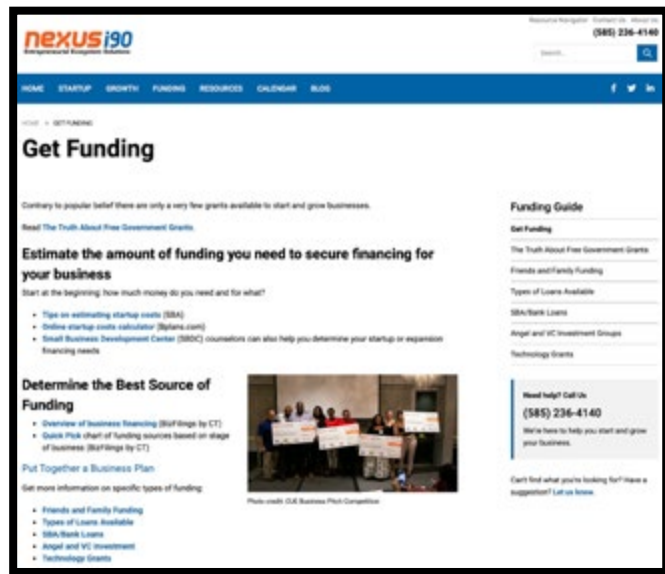 Resource Navigator Contact Us About Us
(585) 236-4140
nexus i90
Entrepreneurial Ecosystem Solutions
Search...
HOME STARTUP GROWTH FUNDING RESOURCES CALENDAR BLOG
HOME » GET FUNDING
Get Funding
Contrary to popular belief there are only a very few grants available to start and grow businesses.
Read The Truth About Free Government Grants.
Estimate the amount of funding you need to secure financing for
your business
Start at the beginning: how much money do you need and for what?
• Tips on estimating startup costs (SBA)
• Online startup costs calculator (Bplans.com)
• Small Business Development Center (SBDC) counselors can also help you determine your startup or expansion
financing needs
Determine the Best Source of
Funding
• Overview of business financing (BizFilings by CT)
• Quick Pick chart of funding sources based on stage
of business (BizFilings by CT)
Put Together a Business Plan
Get more information on specific types of funding:
• Friends and Family Funding
• Types of Loans Available
• SBA/Bank Loans
• Angel and VC Investment
• Technology Grants
Photo credit: CUE Business Pitch Competition
Funding Guide
Get Funding
The Truth About Free Government Grants
Friends and Family Funding
Types of Loans Available
SBA/Bank Loans
Angel and VC Investment Groups
Technology Grants
Need help? Call Us
(585) 236-4140
We're here to help you start and grow
your business.
Can't find what you're looking for? Have a
suggestion? Let us know.